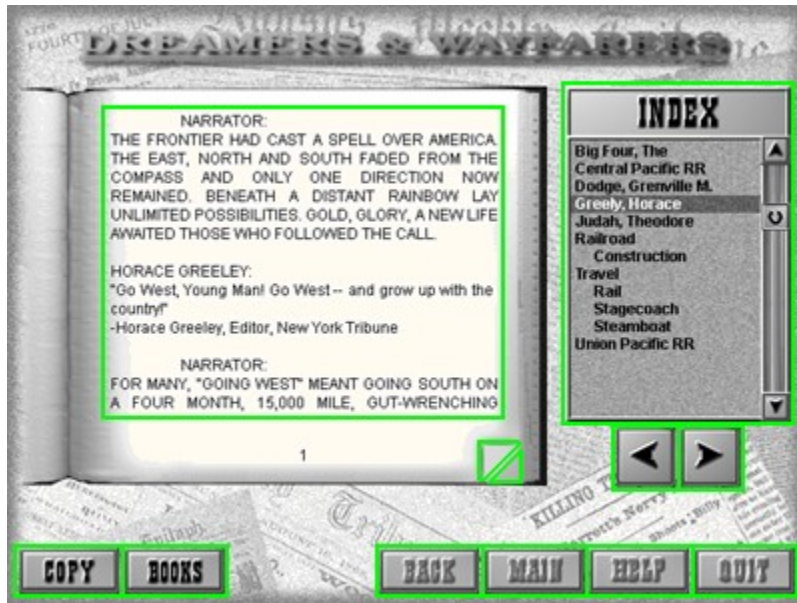 DREAMERS & WAYFARERS
NARRATOR:
THE FRONTIER HAD CAST A SPELL OVER AMERICA.
THE EAST, NORTH AND SOUTH FADED FROM THE
COMPASS AND ONLY ONE DIRECTION NOW
REMAINED. BENEATH A DISTANT RAINBOW LAY
UNLIMITED POSSIBILITIES. GOLD, GLORY, A NEW LIFE
AWAITED THOSE WHO FOLLOWED THE CALL.
HORACE GREELEY:
"Go West, Young Man! Go West -- and grow up with the
country!"
-Horace Greeley, Editor, New York Tribune
NARRATOR:
FOR MANY, "GOING WEST" MEANT GOING SOUTH ON
A FOUR MONTH, 15,000 MILE, GUT-WRENCHING
1
INDEX
Big Four, The
Central Pacific RR
Dodge, Grenville M.
Greely, Horace
Judah, Theodore
Railroad
Construction
Travel
Rail
Stagecoach
Steamboat
Union Pacific RR
KILLING
COPY
BOOKS
BACK
MAIN
HELP
QUIT